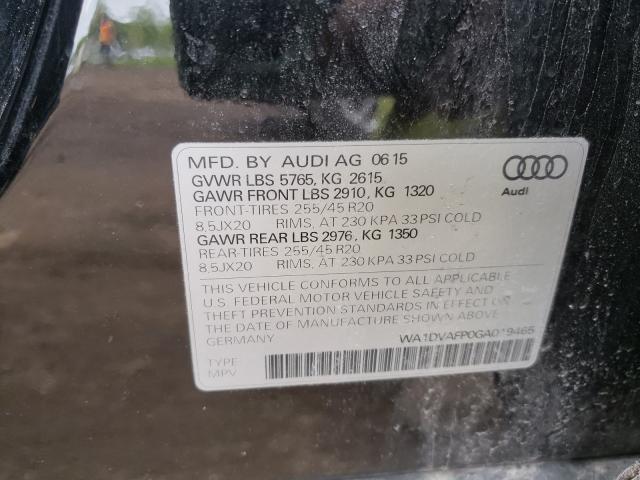 MFD. BY AUDI AG 06 15
GVWR LBS 5765, KG 2615
GAWR FRONT LBS 2910, KG 1320
FRONT-TIRES 255/45 R20
8,5JX20 RIMS, AT 230 KPA 33 PSI COLD
GAWR REAR LBS 2976, KG 1350
REAR-TIRES 255/45 R20
8,5JX20 RIMS, AT 230 KPA 33 PSI COLD
Audi
THIS VEHICLE CONFORMS TO ALL APPLICABLE
U.S. FEDERAL MOTOR VEHICLE SAFETY AND
THEFT PREVENTION STANDARDS IN EFFECT ON
THE DATE OF MANUFACTURE SHOWN ABOVE
GERMANY
WA1DVAFP0GA019465
TYPE
MPV